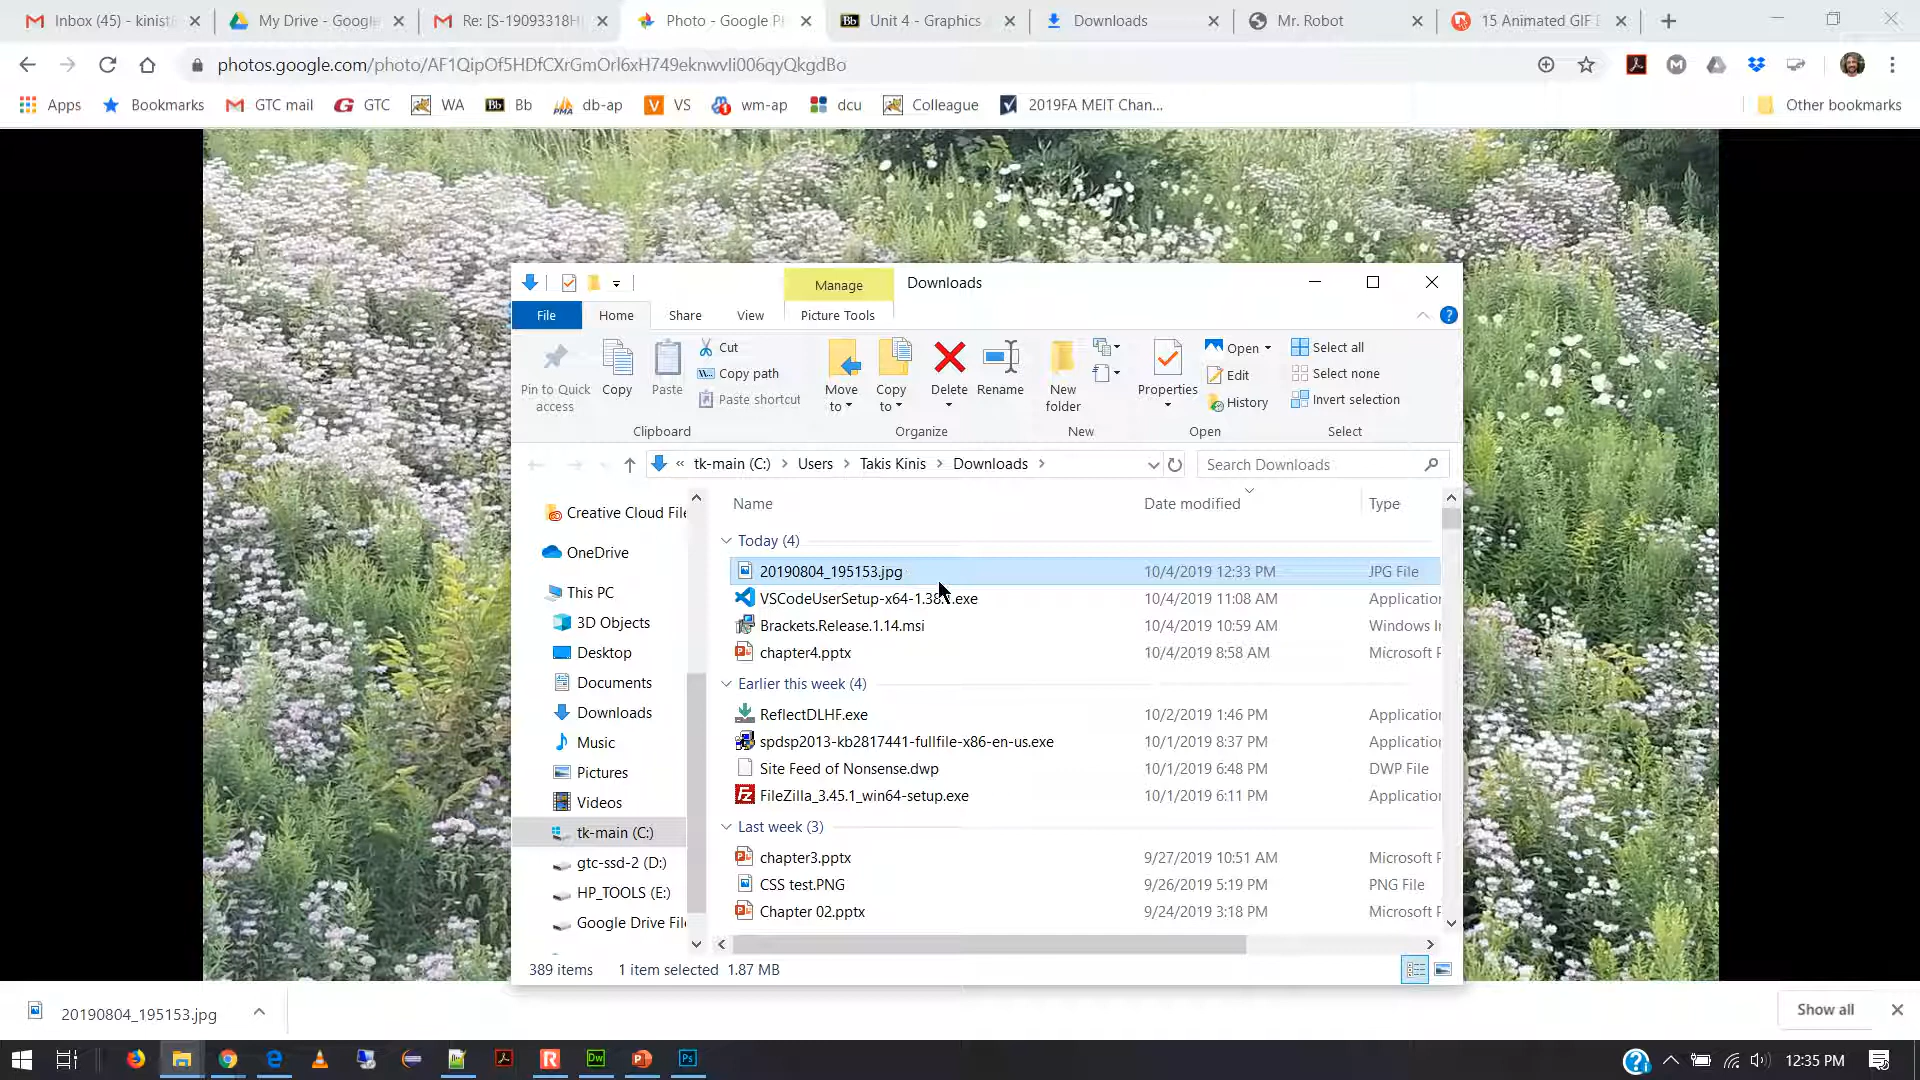 Inbox (45) - kinist
My Drive - Google
Re: [S-19093318H
Photo - Google P
Unit 4 - Graphics
Downloads
Mr. Robot
15 Animated GIF E
photos.google.com/photo/AF1QipOf5HDfCXrGmOrl6xH749eknwvIi006qyQkgdBo
Apps
Bookmarks
GTC mail
GTC
WA
Bb
db-ap
VS
wm-ap
dcu
Colleague
2019FA MEIT Chan...
Other bookmarks
Manage
Downloads
File
Home
Share
View
Picture Tools
Pin to Quick
access
Copy
Paste
Cut
Copy path
Paste shortcut
Clipboard
Move
to
Copy
to
Delete
Rename
Organize
New
folder
New
Properties
Open
Edit
History
Open
Select all
Select none
Invert selection
Select
« tk-main (C:) > Users > Takis Kinis > Downloads >
Search Downloads
Creative Cloud File
OneDrive
This PC
3D Objects
Desktop
Documents
Downloads
Music
Pictures
Videos
tk-main (C:)
gtc-ssd-2 (D:)
HP_TOOLS (E:)
Google Drive File
Name Date modified Type
Today (4)
20190804_195153.jpg 10/4/2019 12:33 PM JPG File
VSCodeUserSetup-x64-1.38.1.exe 10/4/2019 11:08 AM Application
Brackets.Release.1.14.msi 10/4/2019 10:59 AM Windows In
chapter4.pptx 10/4/2019 8:58 AM Microsoft P
Earlier this week (4)
ReflectDLHF.exe 10/2/2019 1:46 PM Application
spdsp2013-kb2817441-fullfile-x86-en-us.exe 10/1/2019 8:37 PM Application
Site Feed of Nonsense.dwp 10/1/2019 6:48 PM DWP File
FileZilla_3.45.1_win64-setup.exe 10/1/2019 6:11 PM Application
Last week (3)
chapter3.pptx 9/27/2019 10:51 AM Microsoft P
CSS test.PNG 9/26/2019 5:19 PM PNG File
Chapter 02.pptx 9/24/2019 3:18 PM Microsoft P
389 items 1 item selected 1.87 MB
20190804_195153.jpg
Show all
12:35 PM